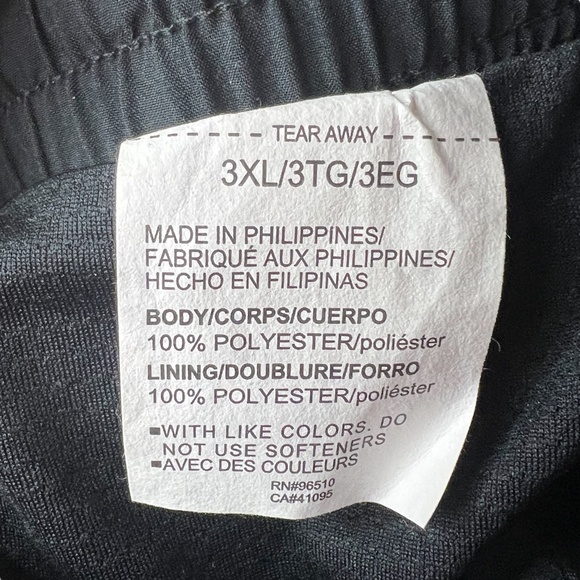 TEAR AWAY
3XL/3TG/3EG
MADE IN PHILIPPINES/
FABRIQUÉ AUX PHILIPPINES/
HECHO EN FILIPINAS
BODY/CORPS/CUERPO
100% POLYESTER/poliéster
LINING/DOUBLURE/FORRO
100% POLYESTER/poliéster
WITH LIKE COLORS. DO
NOT USE SOFTENERS
AVEC DES COULEURS
RN#96510
CA#41095